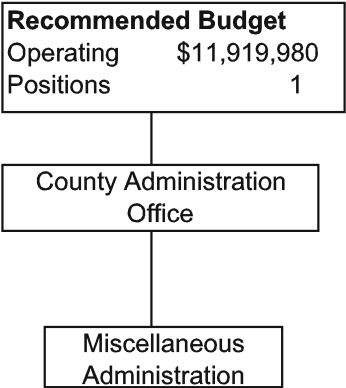 Recommended Budget
Operating $11,919,980
Positions 1
County Administration
Office
Miscellaneous
Administration